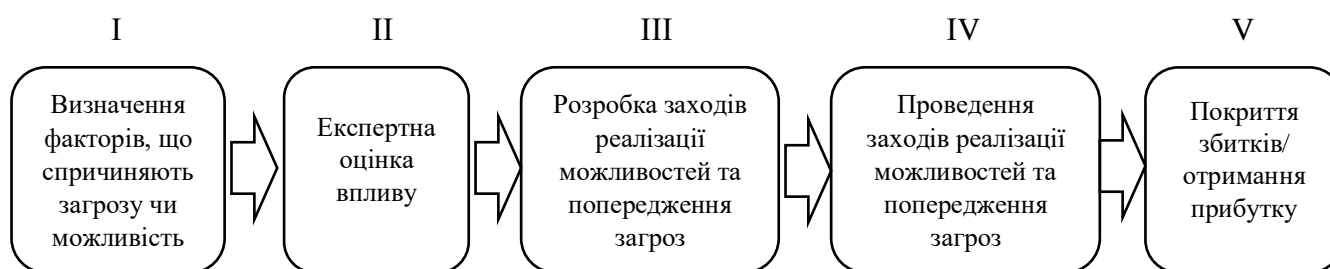 I
II
III
IV
V
Визначення
факторів, що
спричиняють
загрозу чи
можливість
Експертна
оцінка
впливу
Розробка заходів
реалізації
можливостей та
попередження
загроз
Проведення
заходів реалізації
можливостей та
попередження
загроз
Покриття
збитків/
отримання
прибутку